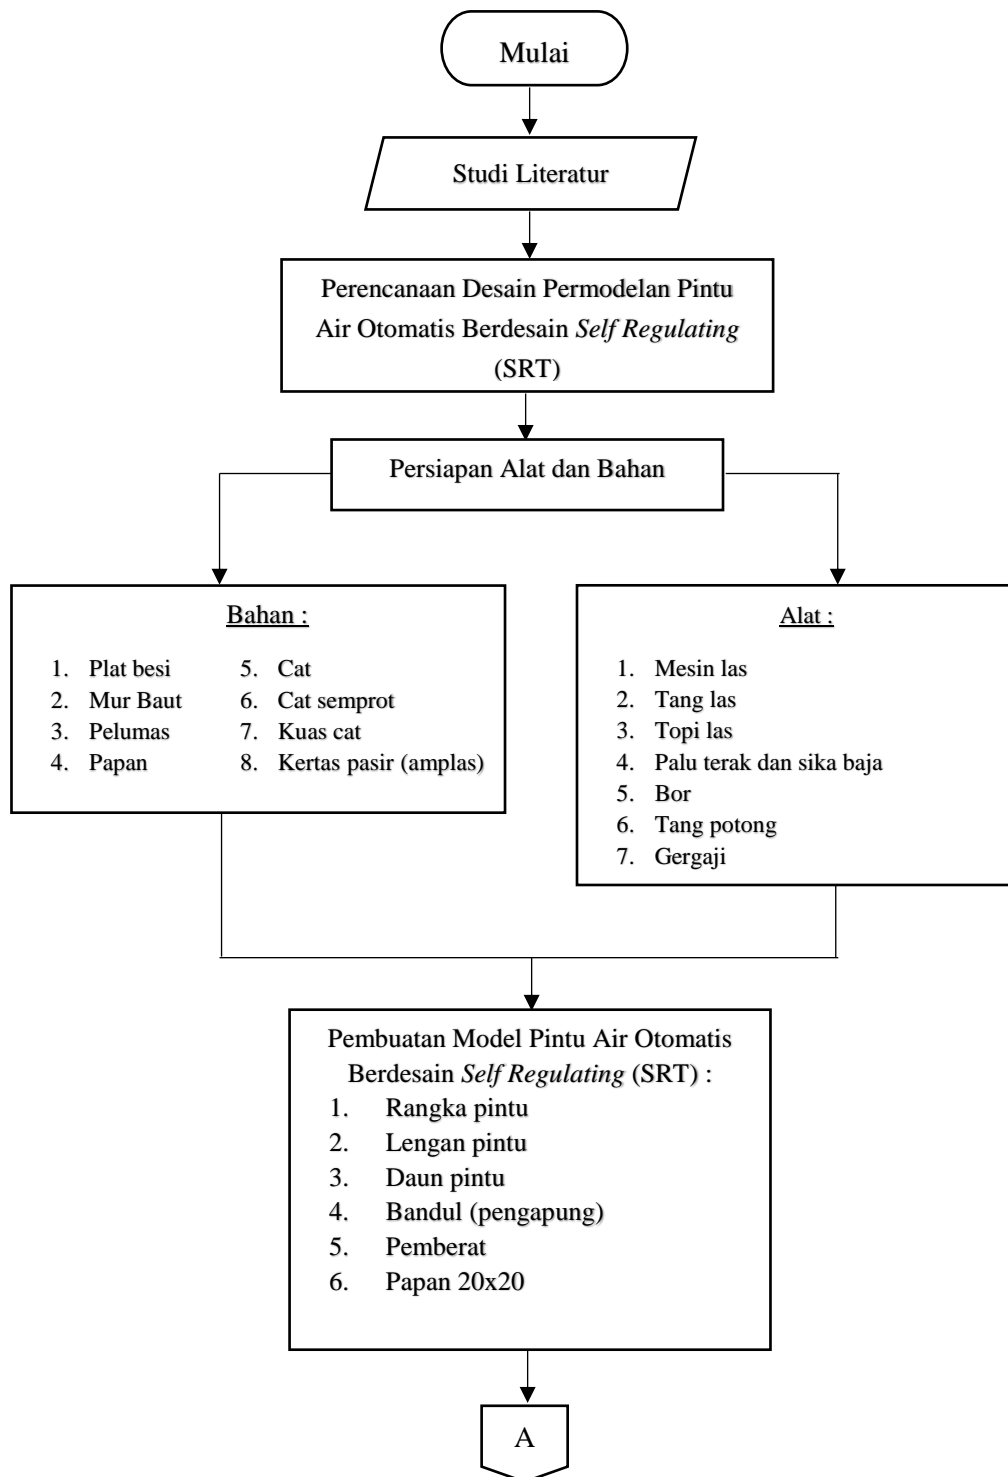 Mulai
Studi Literatur
Perencanaan Desain Permodelan Pintu
Air Otomatis Berdesain Self Regulating
(SRT)
Persiapan Alat dan Bahan
Bahan :
1. Plat besi
2. Mur Baut
3. Pelumas
4. Papan
5. Cat
6. Cat semprot
7. Kuas cat
8. Kertas pasir (amplas)
Alat :
1. Mesin las
2. Tang las
3. Topi las
4. Palu terak dan sika baja
5. Bor
6. Tang potong
7. Gergaji
Pembuatan Model Pintu Air Otomatis
Berdesain Self Regulating (SRT) :
1. Rangka pintu
2. Lengan pintu
3. Daun pintu
4. Bandul (pengapung)
5. Pemberat
6. Papan 20x20
A